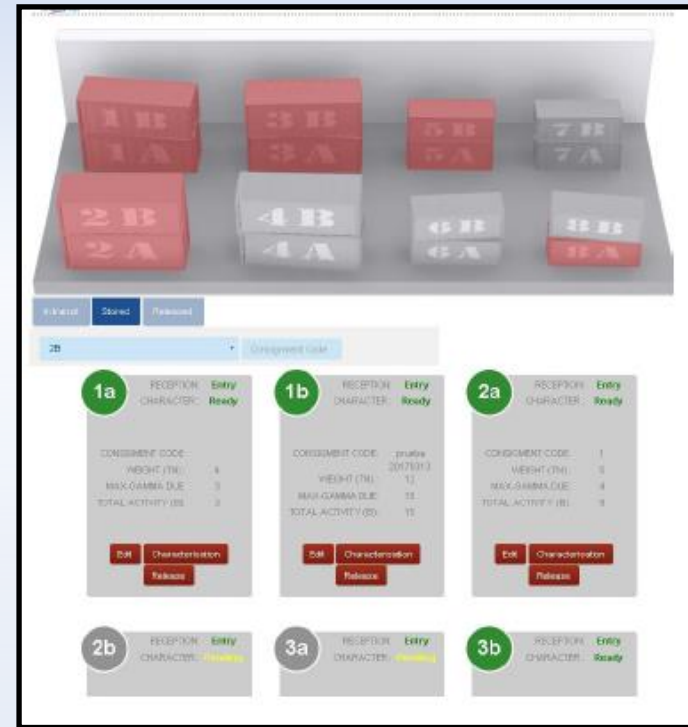 1B 3B 5B 7B
1A 3A 5A 7A
2B 4B 6B 8B
2A 4A 6A 8A
In transit Stored Released
2B Consignment Code
1a RECEPTION: Entry
CHARACTER.: Ready
CONSIGMENT CODE:
WEIGHT (TN):
MAX-GAMMA DUE: 3
TOTAL ACTIVITY (B): 3
Edit Characterisation
Release
1b RECEPTION: Entry
CHARACTER.: Ready
CONSIGMENT CODE: prueba
20170313
WEIGHT (TN): 12
MAX-GAMMA DUE: 15
TOTAL ACTIVITY (B): 15
Edit Characterisation
Release
2a RECEPTION: Entry
CHARACTER.: Ready
CONSIGMENT CODE: 1
WEIGHT (TN):
MAX-GAMMA DUE: 4
TOTAL ACTIVITY (B):
Edit Characterisation
Release
2b RECEPTION: Entry
CHARACTER.: Pending
3a RECEPTION: Entry
CHARACTER.: Pending
3b RECEPTION: Entry
CHARACTER.: Ready